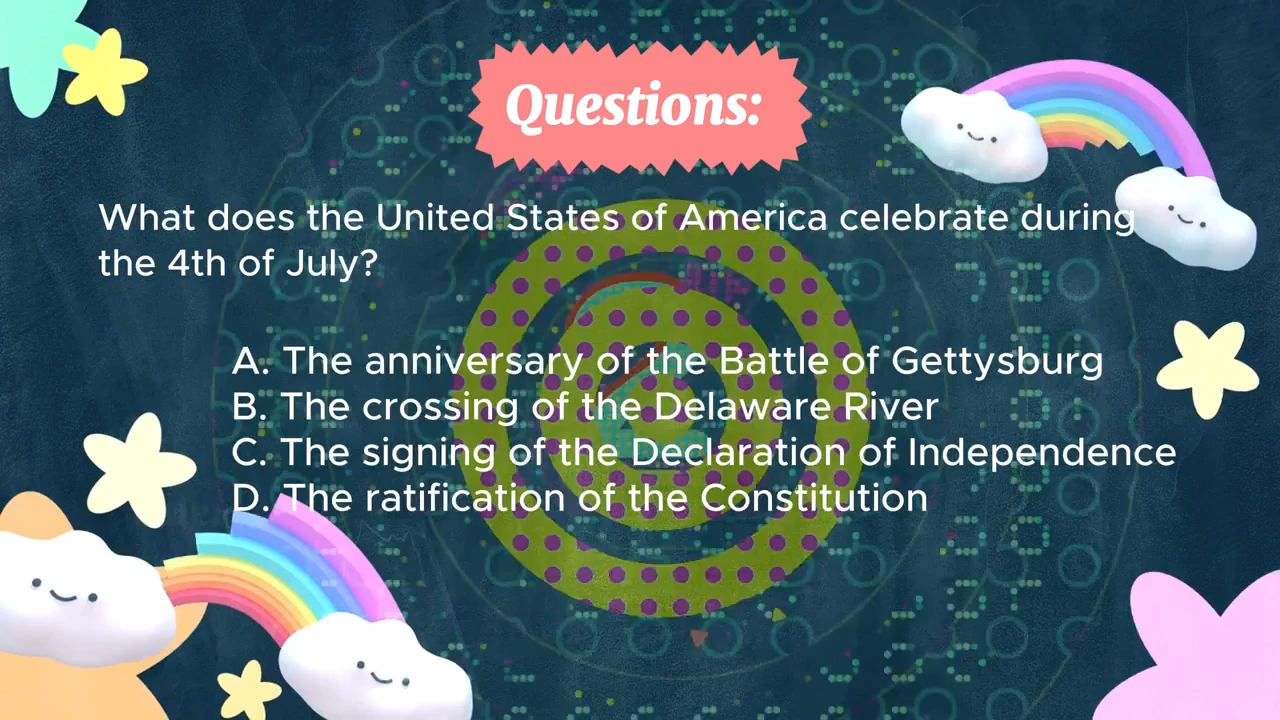 Questions:
What does the United States of America celebrate during
the 4th of July?
A. The anniversary of the Battle of Gettysburg
B. The crossing of the Delaware River
C. The signing of the Declaration of Independence
D. The ratification of the Constitution